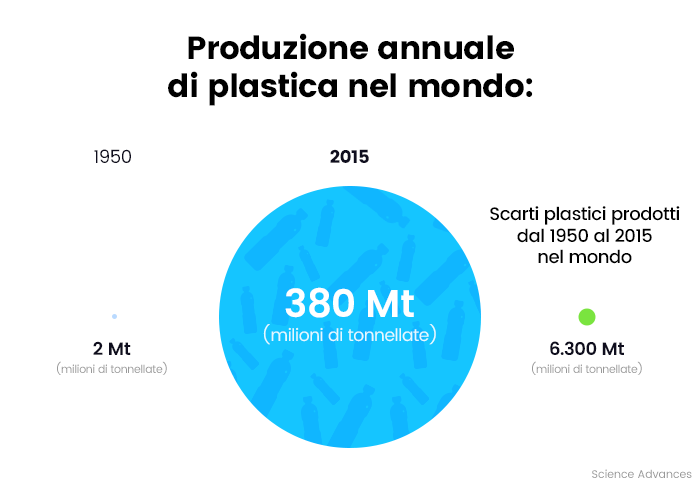 Produzione annuale
di plastica nel mondo:
1950
2015
Scarti plastici prodotti
dal 1950 al 2015
nel mondo
2 Mt
(milioni di tonnellate)
380 Mt
(milioni di tonnellate)
6.300 Mt
(milioni di tonnellate)
Science Advances